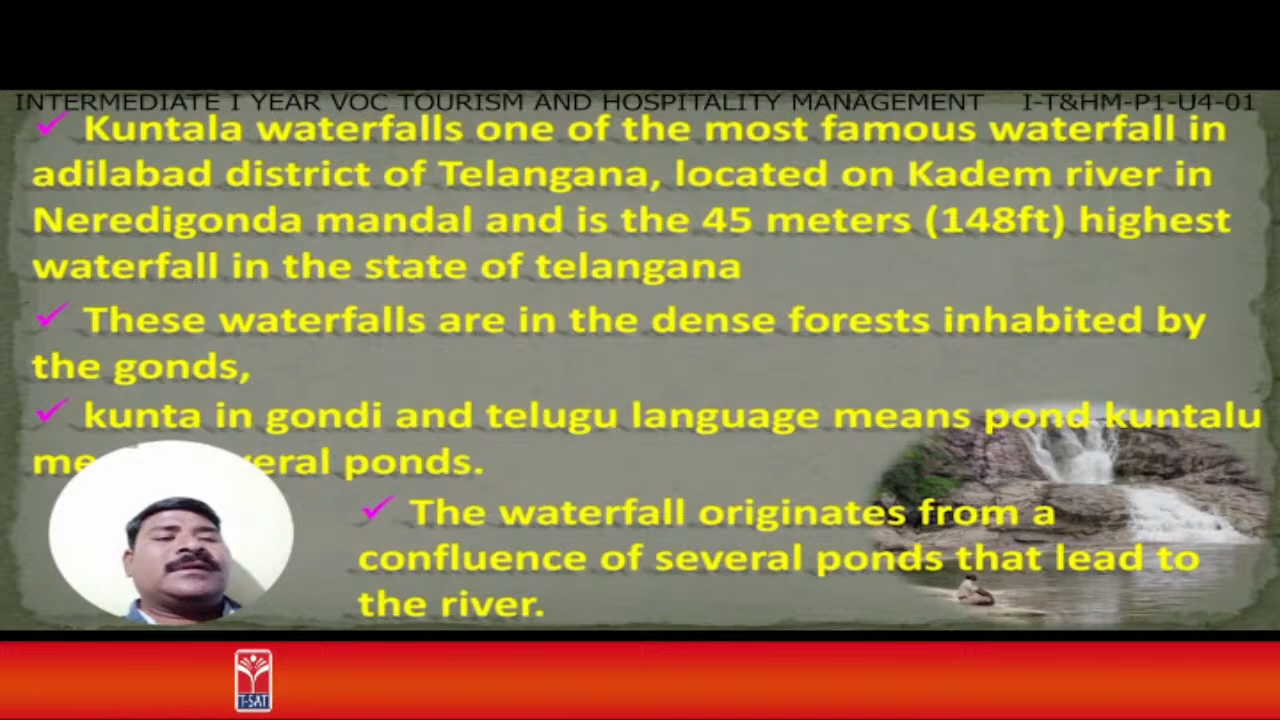 INTERMEDIATE I YEAR VOC TOURISM AND HOSPITALITY MANAGEMENT I-T&HM-P1-U4-01
Kuntala waterfalls one of the most famous waterfall in
adilabad district of Telangana, located on Kadem river in
Neredigonda mandal and is the 45 meters (148ft) highest
waterfall in the state of telangana
These waterfalls are in the dense forests inhabited by
the gonds,
kunta in gondi and telugu language means pond kuntalu
ponds.
The waterfall originates from a
confluence of several ponds that lead to
the river.
T-SAT